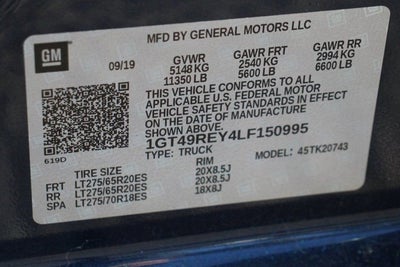 MFD BY GENERAL MOTORS LLC
GM
09/19
GVWR GAWR FRT GAWR RR
5148 KG 2540 KG 2994 KG
11350 LB 5600 LB 6600 LB
THIS VEHICLE CONFORMS TO ALL
APPLICABLE U.S. FEDERAL MOTOR
VEHICLE SAFETY STANDARDS IN EFFECT
ON THE DATE OF MANUFACTURE SHOWN ABOVE.
1GT49REY4LF150995
619D
TYPE: TRUCK MODEL: 45TK20743
TIRE SIZE RIM
FRT LT275/65R20ES 20X8.5J
RR LT275/65R20ES 20X8.5J
SPA LT275/70R18ES 18X8J